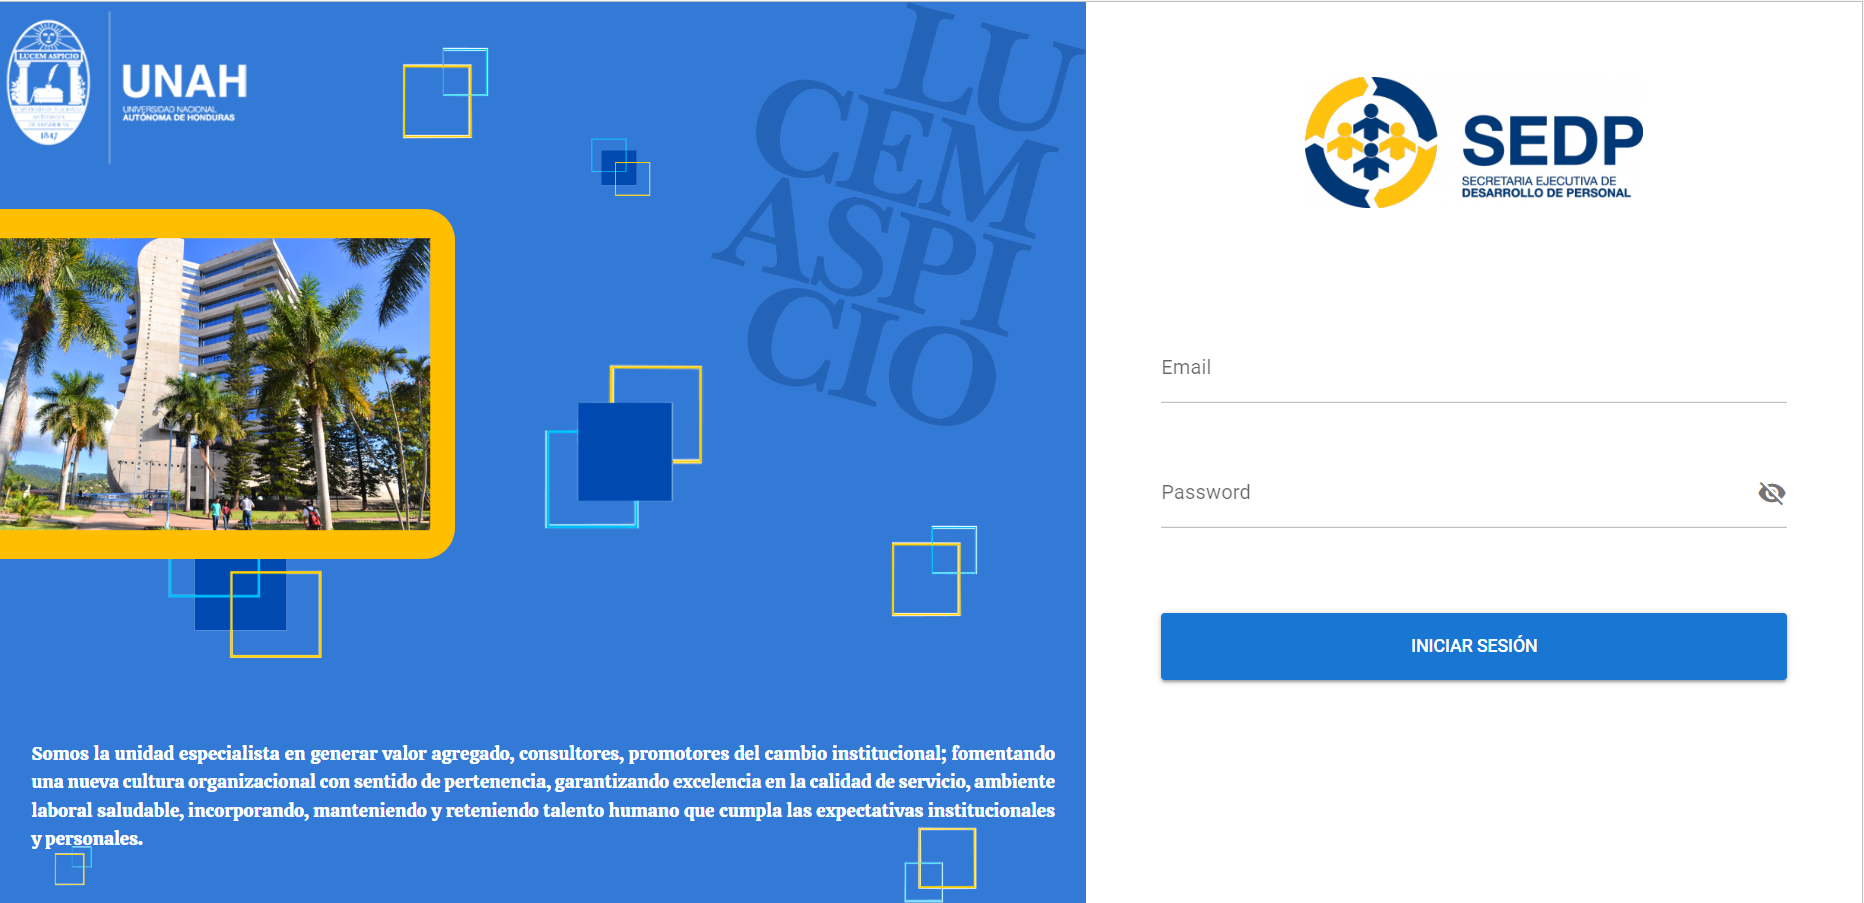 LUCEM ASPICIO
1847
UNAH
UNIVERSIDAD NACIONAL
AUTÓNOMA DE HONDURAS
LU
CEM
ASPI
CIO
Somos la unidad especialista en generar valor agregado, consultores, promotores del cambio institucional; fomentando
una nueva cultura organizacional con sentido de pertenencia, garantizando excelencia en la calidad de servicio, ambiente
laboral saludable, incorporando, manteniendo y reteniendo talento humano que cumpla las expectativas institucionales
y personales.
SEDP
SECRETARIA EJECUTIVA DE
DESARROLLO DE PERSONAL
Email
Password
INICIAR SESIÓN